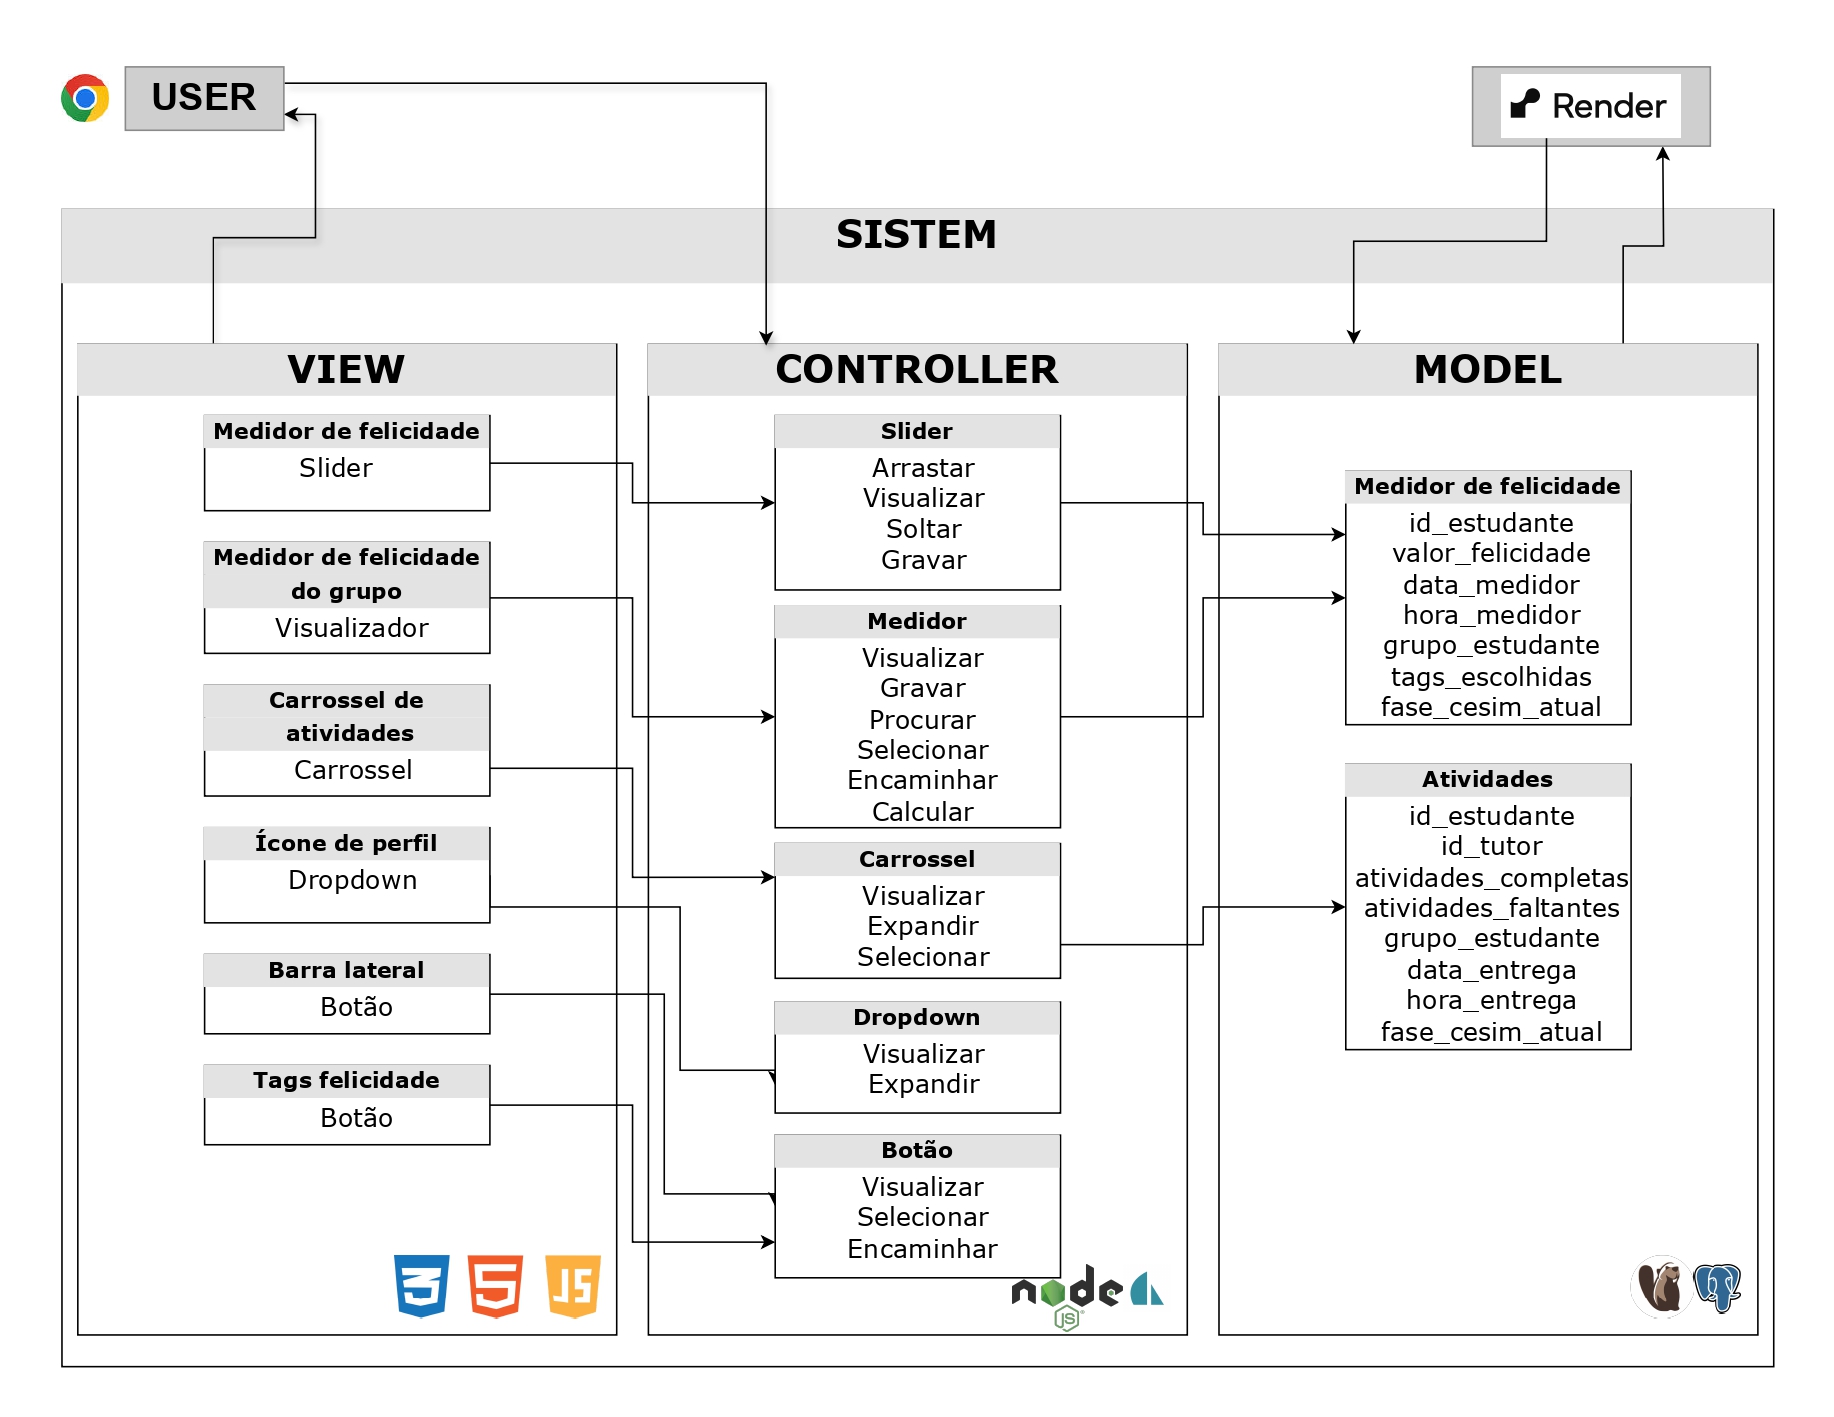 USER
Render
SISTEM
VIEW
Medidor de felicidade
Slider
Medidor de felicidade
do grupo
Visualizador
Carrossel de
atividades
Carrossel
Ícone de perfil
Dropdown
Barra lateral
Botão
Tags felicidade
Botão
3
5
JS
CONTROLLER
Slider
Arrastar
Visualizar
Soltar
Gravar
Medidor
Visualizar
Gravar
Procurar
Selecionar
Encaminhar
Calcular
Carrossel
Visualizar
Expandir
Selecionar
Dropdown
Visualizar
Expandir
Botão
Visualizar
Selecionar
Encaminhar
node
JS
MODEL
Medidor de felicidade
id_estudante
valor_felicidade
data_medidor
hora_medidor
grupo_estudante
tags_escolhidas
fase_cesim_atual
Atividades
id_estudante
id_tutor
atividades_completas
atividades_faltantes
grupo_estudante
data_entrega
hora_entrega
fase_cesim_atual